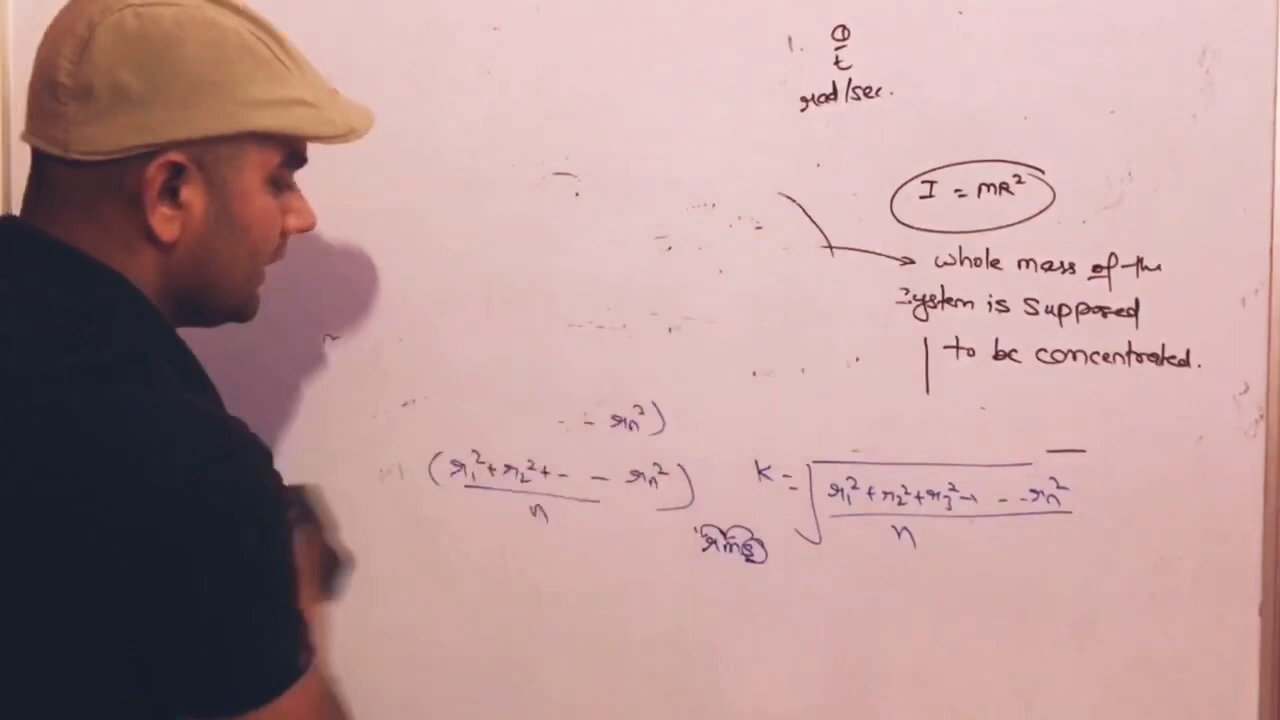 1. θ/t
rad/sec.
I = MR²
whole mass of the
System is Supposed
to be concentrated.
- - rₙ²)
(r₁² + r₂² + - - rₙ²)/n
K = √((r₁² + r₂² + r₃² - - - rₙ²)/n)
rms